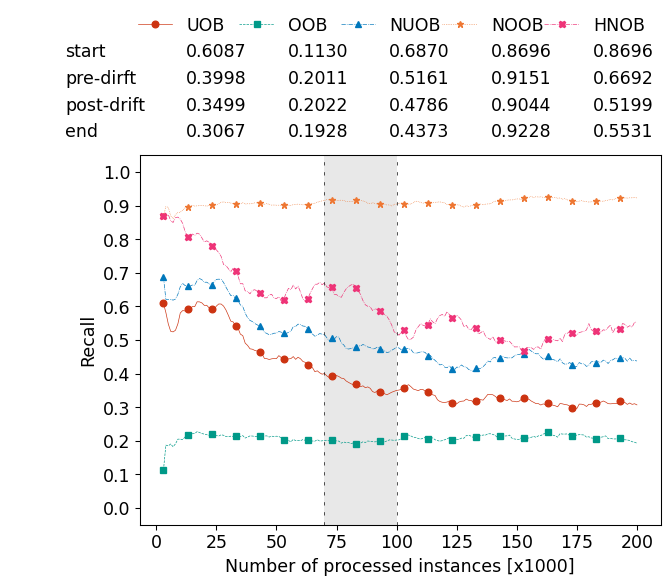 UOB OOB NUOB NOOB HNOB
start 0.6087 0.1130 0.6870 0.8696 0.8696
pre-dirft 0.3998 0.2011 0.5161 0.9151 0.6692
post-drift 0.3499 0.2022 0.4786 0.9044 0.5199
end 0.3067 0.1928 0.4373 0.9228 0.5531
1.0
0.9
0.8
0.7
0.6
0.5
0.4
0.3
0.2
0.1
0.0
Recall
0 25 50 75 100 125 150 175 200
Number of processed instances [x1000]